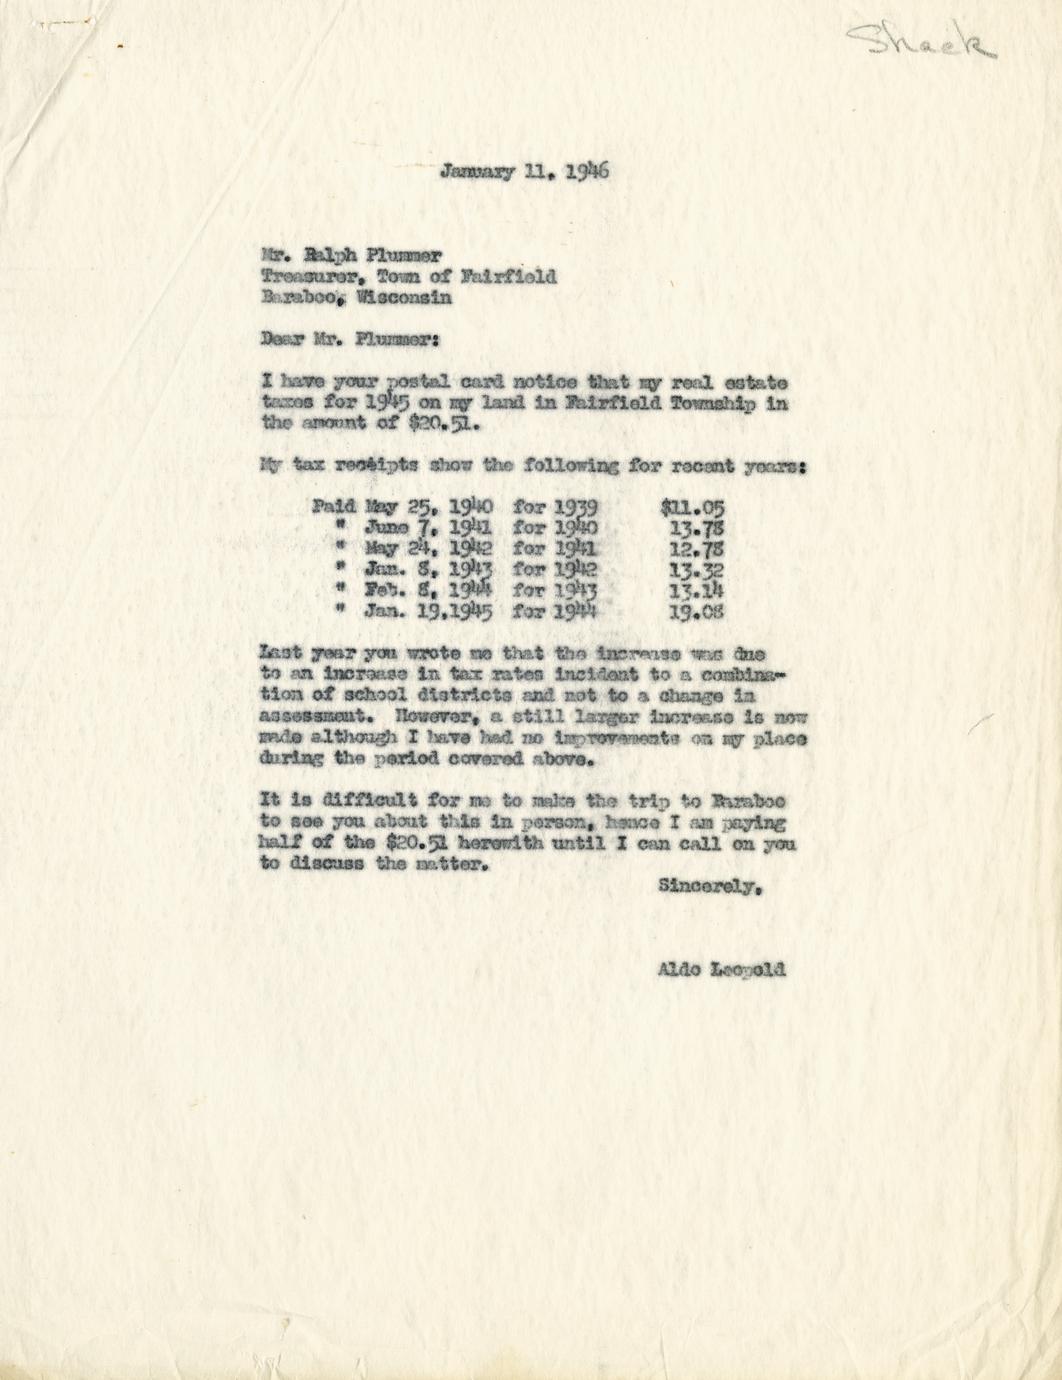 Shack
January 11, 1946
Mr. Ralph Plummer
Treasurer, Town of Fairfield
Baraboo, Wisconsin
Dear Mr. Plummer:
I have your postal card notice that my real estate
taxes for 1945 on my land in Fairfield Township in
the amount of $20.51.
My tax receipts show the following for recent years:
Paid May 25, 1940 for 1939 $11.05
" June 7, 1941 for 1940 13.78
" May 24, 1942 for 1941 12.78
" Jan. 8, 1943 for 1942 13.32
" Feb. 8, 1944 for 1943 13.14
" Jan. 19,1945 for 1944 19.08
Last year you wrote me that the increase was due
to an increase in tax rates incident to a combina-
tion of school districts and not to a change in
assessment. However, a still larger increase is now
made although I have had no improvements on my place
during the period covered above.
It is difficult for me to make the trip to Baraboo
to see you about this in person, hence I am paying
half of the $20.51 herewith until I can call on you
to discuss the matter.
Sincerely,
Aldo Leopold